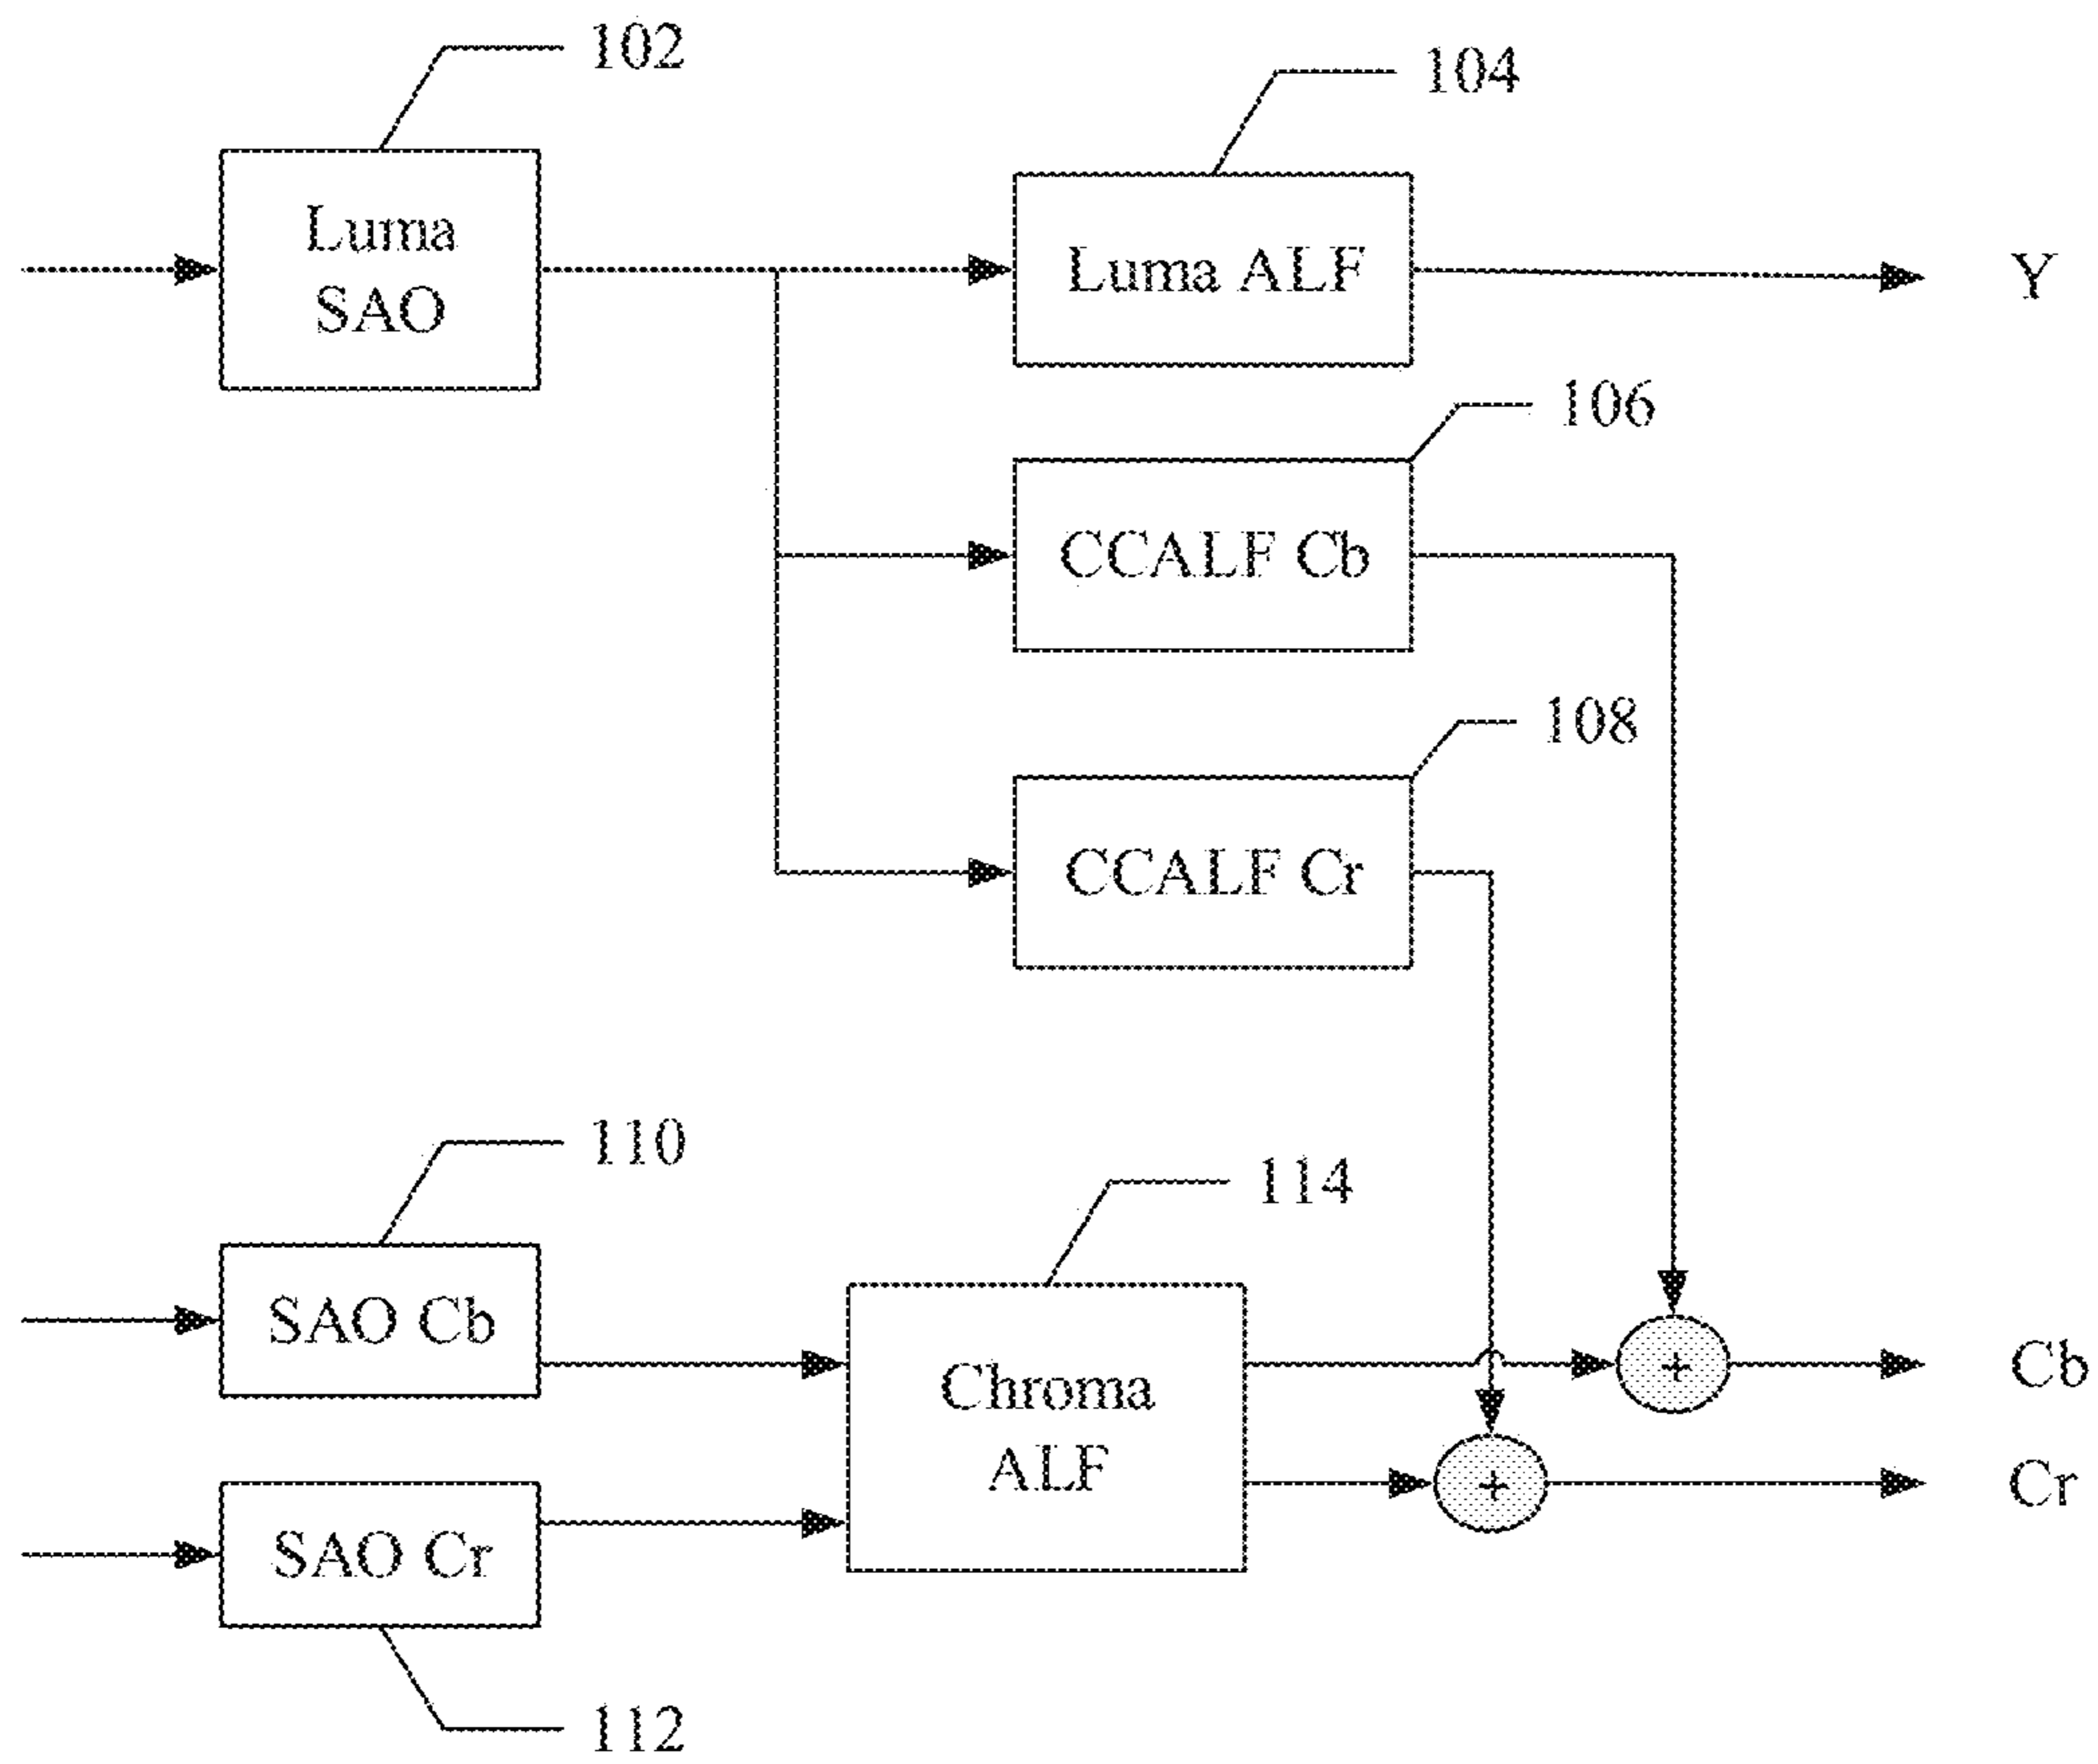 102
104
Luma
SAO
Luma ALF
Y
106
CCALF Cb
108
CCALF Cr
110
114
SAO Cb
Chroma
ALF
+
Cb
+
Cr
SAO Cr
112